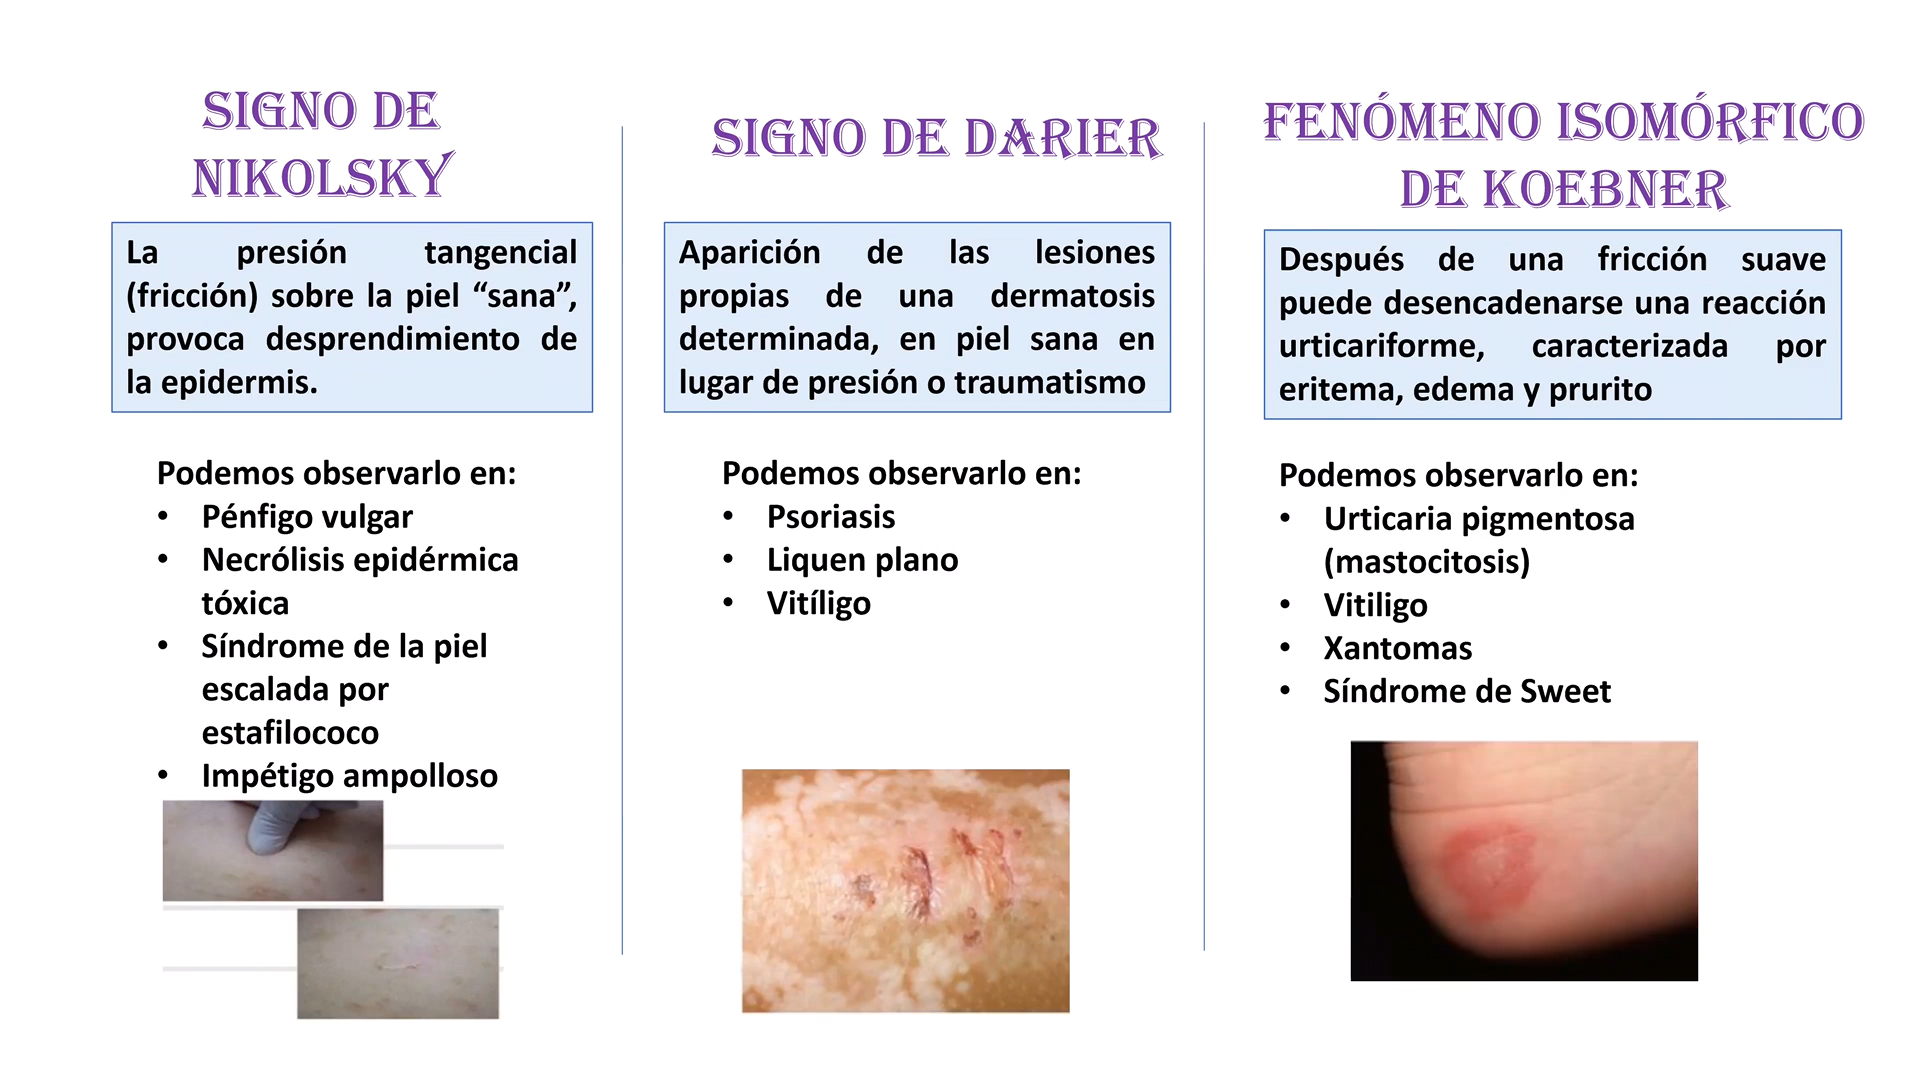 SIGNO DE
NIKOLSKY
La presión tangencial
(fricción) sobre la piel “sana”,
provoca desprendimiento de
la epidermis.
Podemos observarlo en:
• Pénfigo vulgar
• Necrólisis epidérmica
tóxica
• Síndrome de la piel
escalada por
estafilococo
• Impétigo ampolloso
SIGNO DE DARIER
Aparición de las lesiones
propias de una dermatosis
determinada, en piel sana en
lugar de presión o traumatismo
Podemos observarlo en:
• Psoriasis
• Liquen plano
• Vitíligo
FENÓMENO ISOMÓRFICO
DE KOEBNER
Después de una fricción suave
puede desencadenarse una reacción
urticariforme, caracterizada por
eritema, edema y prurito
Podemos observarlo en:
• Urticaria pigmentosa
(mastocitosis)
• Vitiligo
• Xantomas
• Síndrome de Sweet